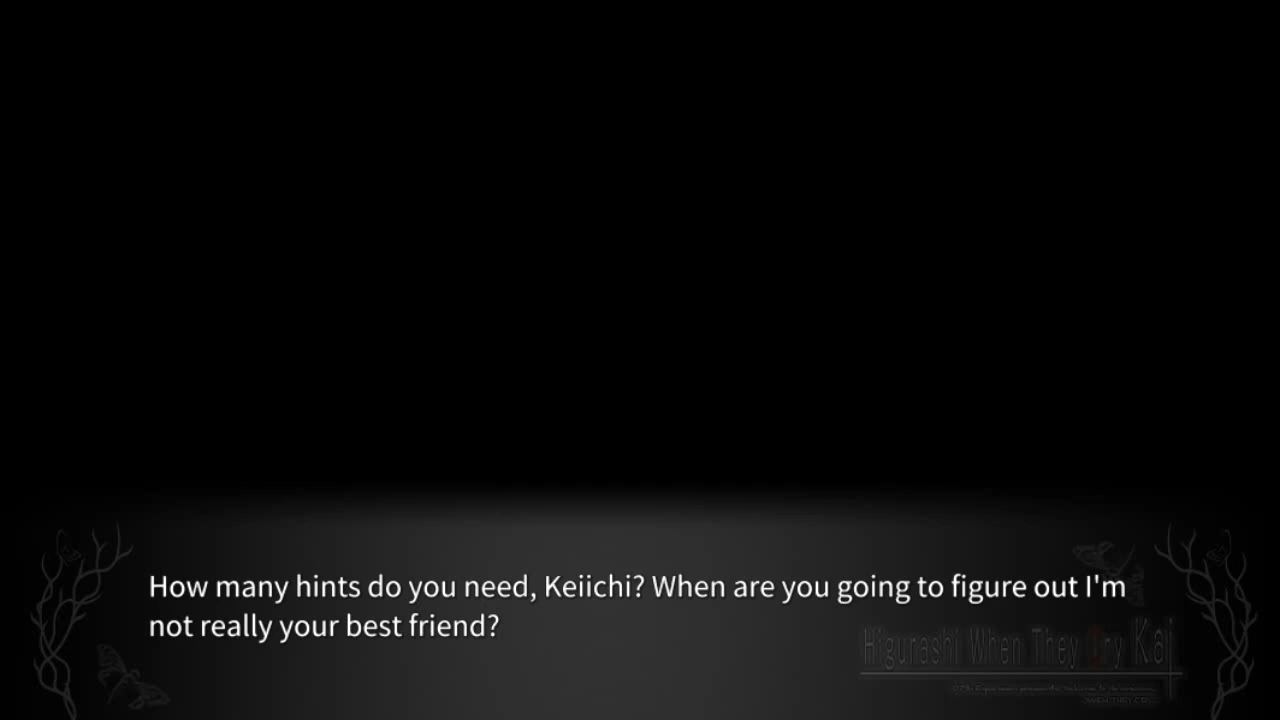 How many hints do you need, Keiichi? When are you going to figure out I'm
not really your best friend?
Higurashi When They Cry Kai